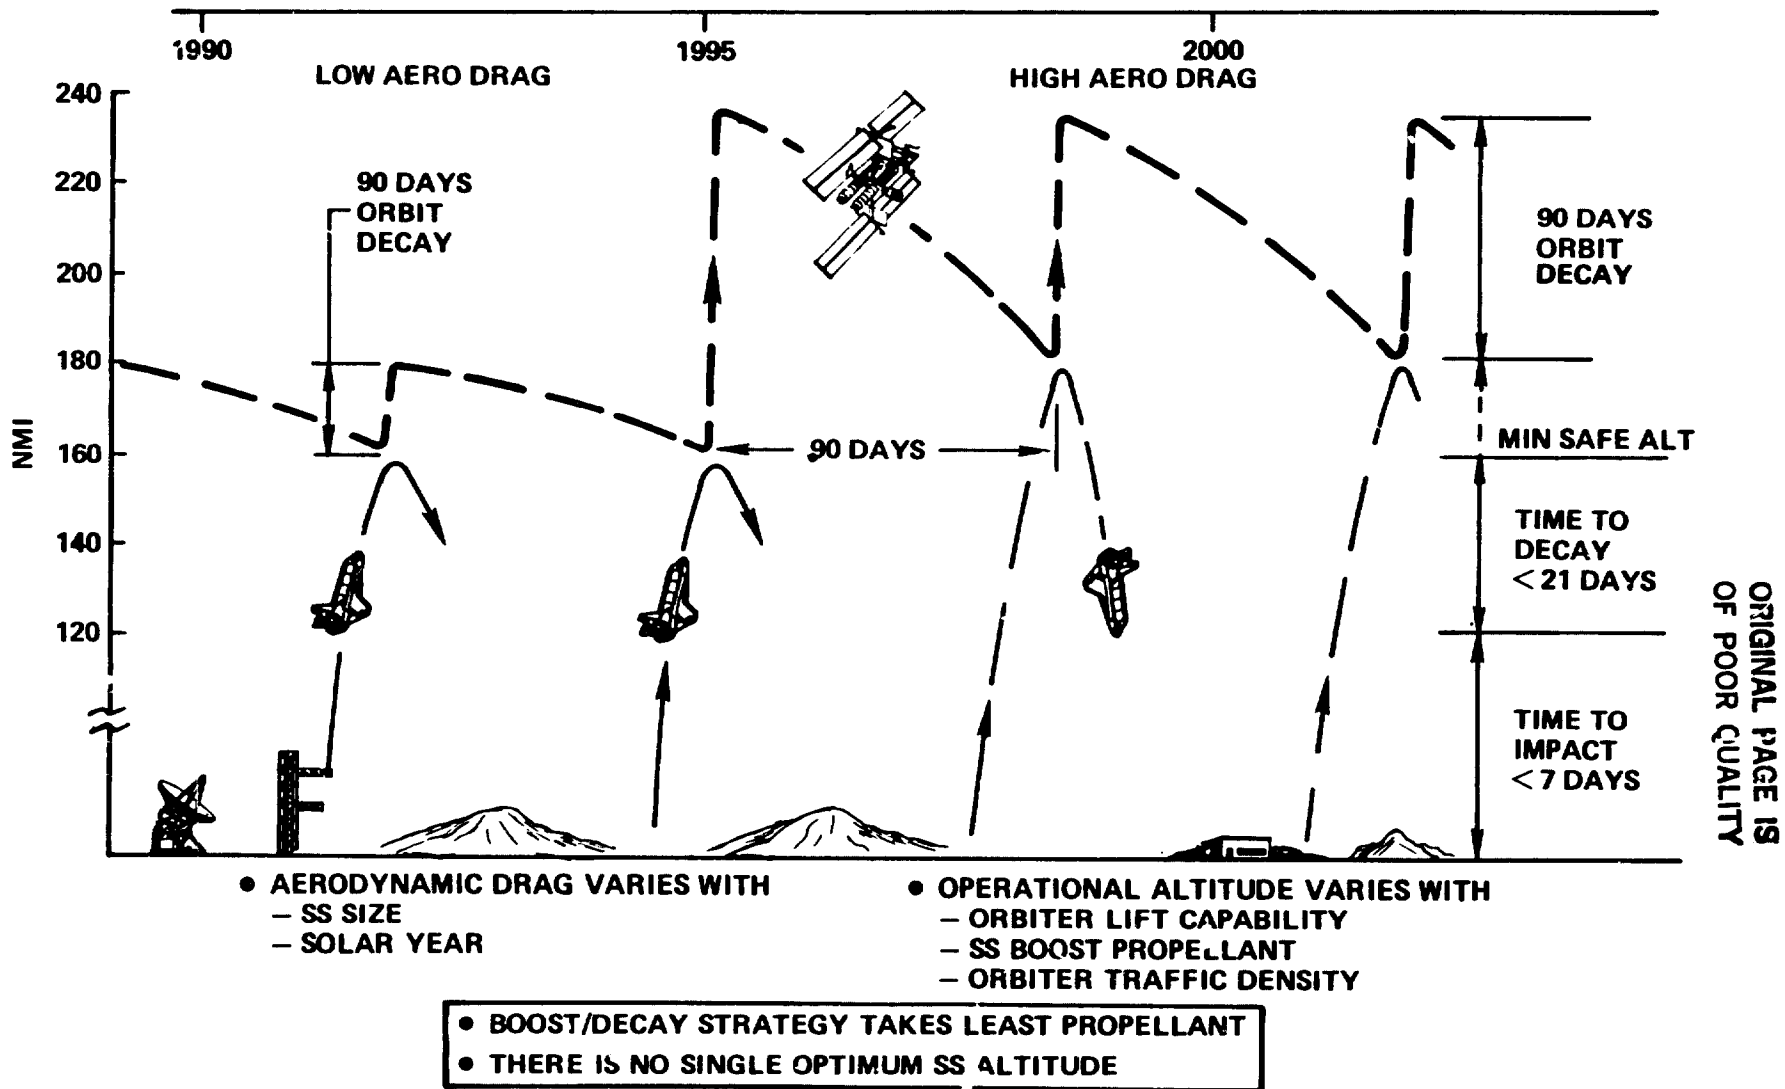 1990 1995 2000
LOW AERO DRAG HIGH AERO DRAG
240
220
200
180
160
140
120
NMI
90 DAYS
ORBIT
DECAY
90 DAYS
90 DAYS
ORBIT
DECAY
MIN SAFE ALT
TIME TO
DECAY
<21 DAYS
TIME TO
IMPACT
<7 DAYS
ORIGINAL PAGE IS
OF POOR QUALITY
● AERODYNAMIC DRAG VARIES WITH
– SS SIZE
– SOLAR YEAR
● OPERATIONAL ALTITUDE VARIES WITH
– ORBITER LIFT CAPABILITY
– SS BOOST PROPELLANT
– ORBITER TRAFFIC DENSITY
● BOOST/DECAY STRATEGY TAKES LEAST PROPELLANT
● THERE IS NO SINGLE OPTIMUM SS ALTITUDE